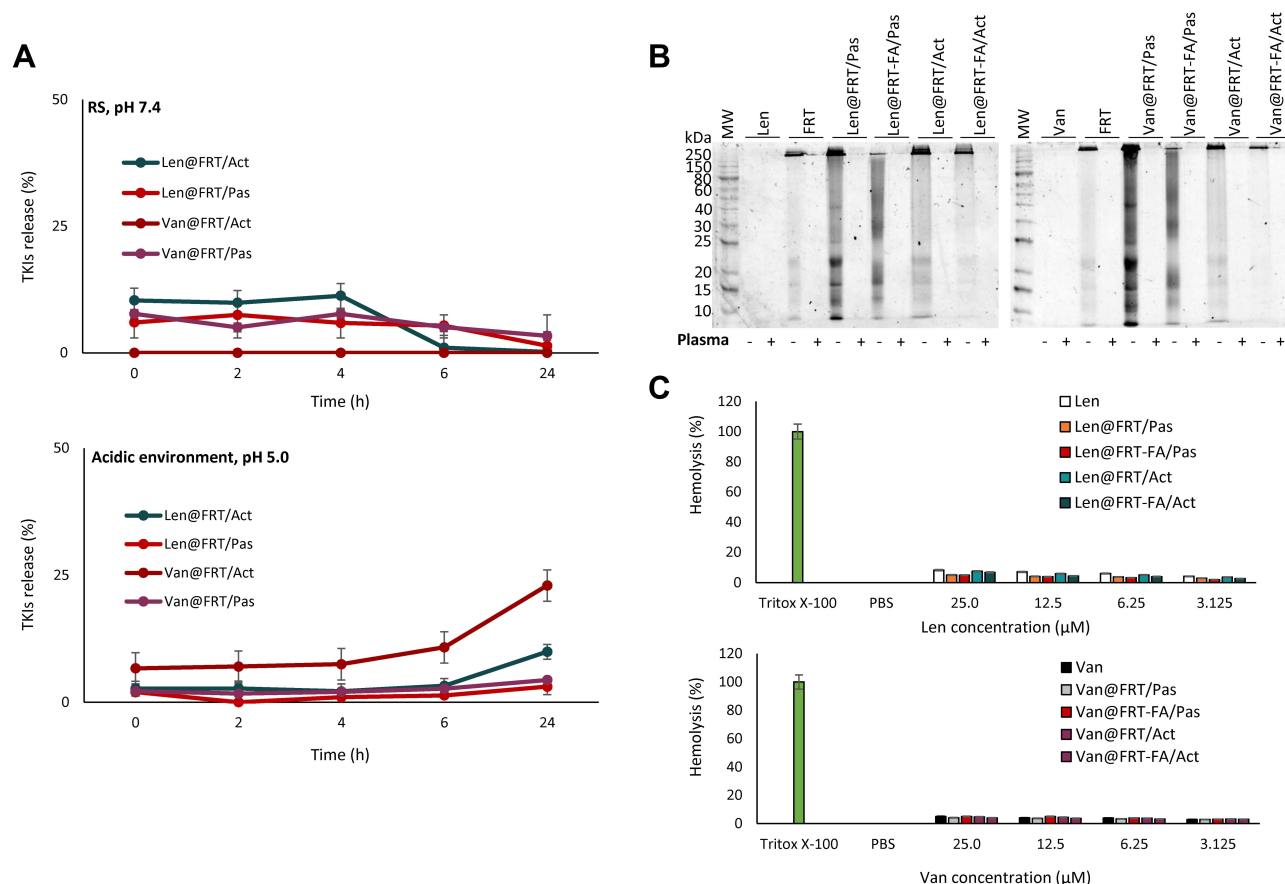 A
50
RS, pH 7.4
Len@FRT/Act
Len@FRT/Pas
Van@FRT/Act
Van@FRT/Pas
25
0
TKIs release (%)
0 2 4 6 24
Time (h)
50
Acidic environment, pH 5.0
Len@FRT/Act
Len@FRT/Pas
Van@FRT/Act
Van@FRT/Pas
25
0
TKIs release (%)
0 2 4 6 24
Time (h)
B
kDa
MW
Len
FRT
Len@FRT/Pas
Len@FRT-FA/Pas
Len@FRT/Act
Len@FRT-FA/Act
MW
Van
FRT
Van@FRT/Pas
Van@FRT-FA/Pas
Van@FRT/Act
Van@FRT-FA/Act
250
150
80
60
40
30
25
20
15
10
Plasma - + - + - + - + - + - + - + - + - + - + - + - +
C
120
100
80
60
40
20
0
Hemolysis (%)
Len
Len@FRT/Pas
Len@FRT-FA/Pas
Len@FRT/Act
Len@FRT-FA/Act
Tritox X-100 PBS 25.0 12.5 6.25 3.125
Len concentration (μM)
120
100
80
60
40
20
0
Hemolysis (%)
Van
Van@FRT/Pas
Van@FRT-FA/Pas
Van@FRT/Act
Van@FRT-FA/Act
Tritox X-100 PBS 25.0 12.5 6.25 3.125
Van concentration (μM)